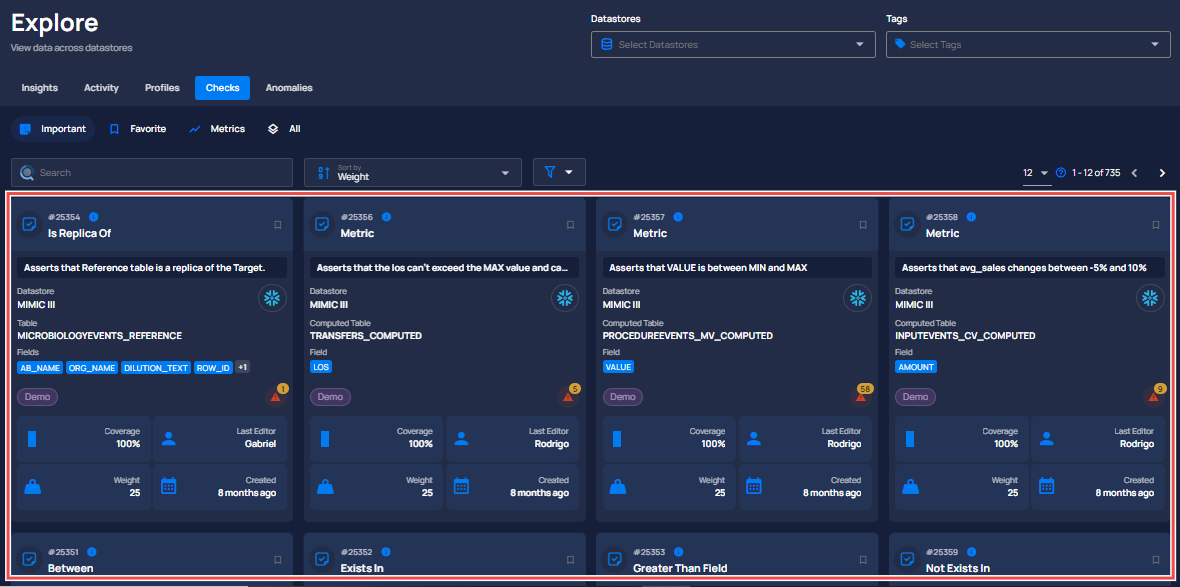 Explore
View data across datastores
Datastores
Select Datastores
Tags
Select Tags
Insights Activity Profiles Checks Anomalies
Important Favorite Metrics All
Search
Sort by
Weight
12 1 - 12 of 735
#25354
Is Replica Of
Asserts that Reference table is a replica of the Target.
Datastore
MIMIC III
Table
MICROBIOLOGYEVENTS_REFERENCE
Fields
AB_NAME ORG_NAME DILUTION_TEXT ROW_ID +1
Demo 1
Coverage
100%
Last Editor
Gabriel
Weight
25
Created
8 months ago
#25356
Metric
Asserts that the los can't exceed the MAX value and ca...
Datastore
MIMIC III
Computed Table
TRANSFERS_COMPUTED
Field
LOS
Demo 5
Coverage
100%
Last Editor
Rodrigo
Weight
25
Created
8 months ago
#25357
Metric
Asserts that VALUE is between MIN and MAX
Datastore
MIMIC III
Computed Table
PROCEDUREEVENTS_MV_COMPUTED
Field
VALUE
Demo 58
Coverage
100%
Last Editor
Rodrigo
Weight
25
Created
8 months ago
#25358
Metric
Asserts that avg_sales changes between -5% and 10%
Datastore
MIMIC III
Computed Table
INPUTEVENTS_CV_COMPUTED
Field
AMOUNT
Demo 9
Coverage
100%
Last Editor
Rodrigo
Weight
25
Created
8 months ago
#25351
Between
#25352
Exists In
#25353
Greater Than Field
#25359
Not Exists In